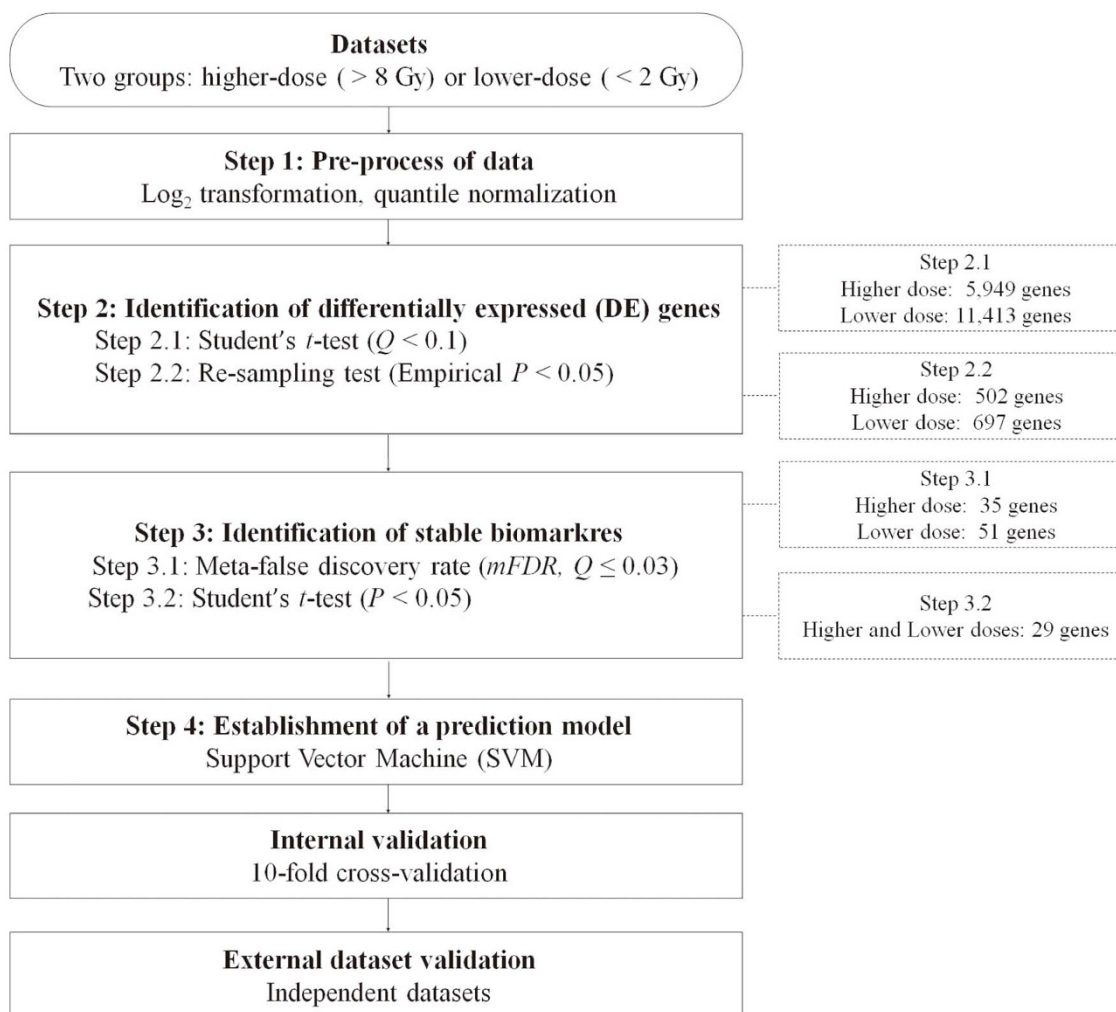 Datasets
Two groups: higher-dose ( > 8 Gy) or lower-dose ( < 2 Gy)
Step 1: Pre-process of data
Log₂ transformation, quantile normalization
Step 2: Identification of differentially expressed (DE) genes
Step 2.1: Student's t-test (Q < 0.1)
Step 2.2: Re-sampling test (Empirical P < 0.05)
Step 2.1
Higher dose: 5,949 genes
Lower dose: 11,413 genes
Step 2.2
Higher dose: 502 genes
Lower dose: 697 genes
Step 3: Identification of stable biomarkres
Step 3.1: Meta-false discovery rate (mFDR, Q ≤ 0.03)
Step 3.2: Student's t-test (P < 0.05)
Step 3.1
Higher dose: 35 genes
Lower dose: 51 genes
Step 3.2
Higher and Lower doses: 29 genes
Step 4: Establishment of a prediction model
Support Vector Machine (SVM)
Internal validation
10-fold cross-validation
External dataset validation
Independent datasets